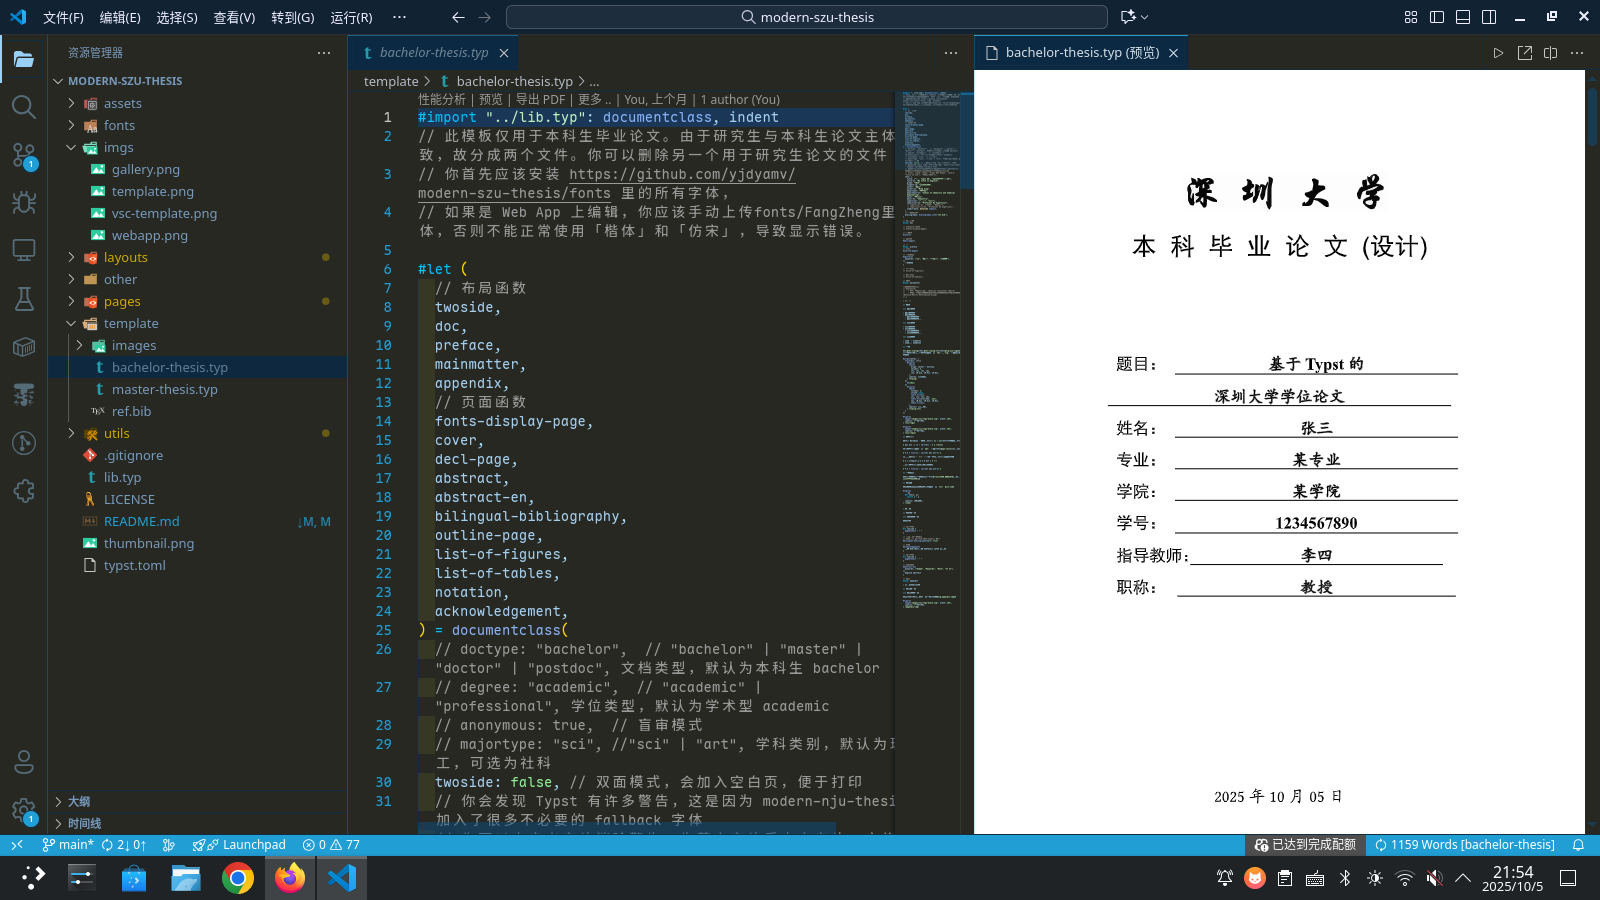 文件(F) 编辑(E) 选择(S) 查看(V) 转到(G) 运行(R) ··· modern-szu-thesis
资源管理器
MODERN-SZU-THESIS
assets
fonts
imgs
gallery.png
template.png
vsc-template.png
webapp.png
layouts
other
pages
template
images
bachelor-thesis.typ
master-thesis.typ
ref.bib
utils
.gitignore
lib.typ
LICENSE
README.md ↓M, M
thumbnail.png
typst.toml
大纲
时间线
bachelor-thesis.typ
template > bachelor-thesis.typ > ...
性能分析 | 预览 | 导出 PDF | 更多 .. | You, 上个月 | 1 author (You)
1 #import "../lib.typ": documentclass, indent
2 // 此模板仅用于本科生毕业论文。由于研究生与本科生论文主体
致，故分成两个文件。你可以删除另一个用于研究生论文的文件
3 // 你首先应该安装 https://github.com/yjdyamv/
modern-szu-thesis/fonts 里的所有字体，
4 // 如果是 Web App 上编辑，你应该手动上传fonts/FangZheng里
体，否则不能正常使用「楷体」和「仿宋」，导致显示错误。
5
6 #let (
7 // 布局函数
8 twoside,
9 doc,
10 preface,
11 mainmatter,
12 appendix,
13 // 页面函数
14 fonts-display-page,
15 cover,
16 decl-page,
17 abstract,
18 abstract-en,
19 bilingual-bibliography,
20 outline-page,
21 list-of-figures,
22 list-of-tables,
23 notation,
24 acknowledgement,
25 ) = documentclass(
26 // doctype: "bachelor",  // "bachelor" | "master" |
"doctor" | "postdoc", 文档类型，默认为本科生 bachelor
27 // degree: "academic",  // "academic" |
"professional", 学位类型，默认为学术型 academic
28 // anonymous: true,  // 盲审模式
29 // majortype: "sci", //"sci" | "art", 学科类别，默认为理
工，可选为社科
30 twoside: false, // 双面模式，会加入空白页，便于打印
31 // 你会发现 Typst 有许多警告，这是因为 modern-nju-thesi
加入了很多不必要的 fallback 字体
bachelor-thesis.typ (预览)
深圳大学
本科毕业论文(设计)
题目： 基于 Typst 的
深圳大学学位论文
姓名： 张三
专业： 某专业
学院： 某学院
学号： 1234567890
指导教师： 李四
职称： 教授
2025 年 10 月 05 日
main* 2↓ 0↑ Launchpad 0 77 已达到完成配额 1159 Words [bachelor-thesis]
21:54
2025/10/5